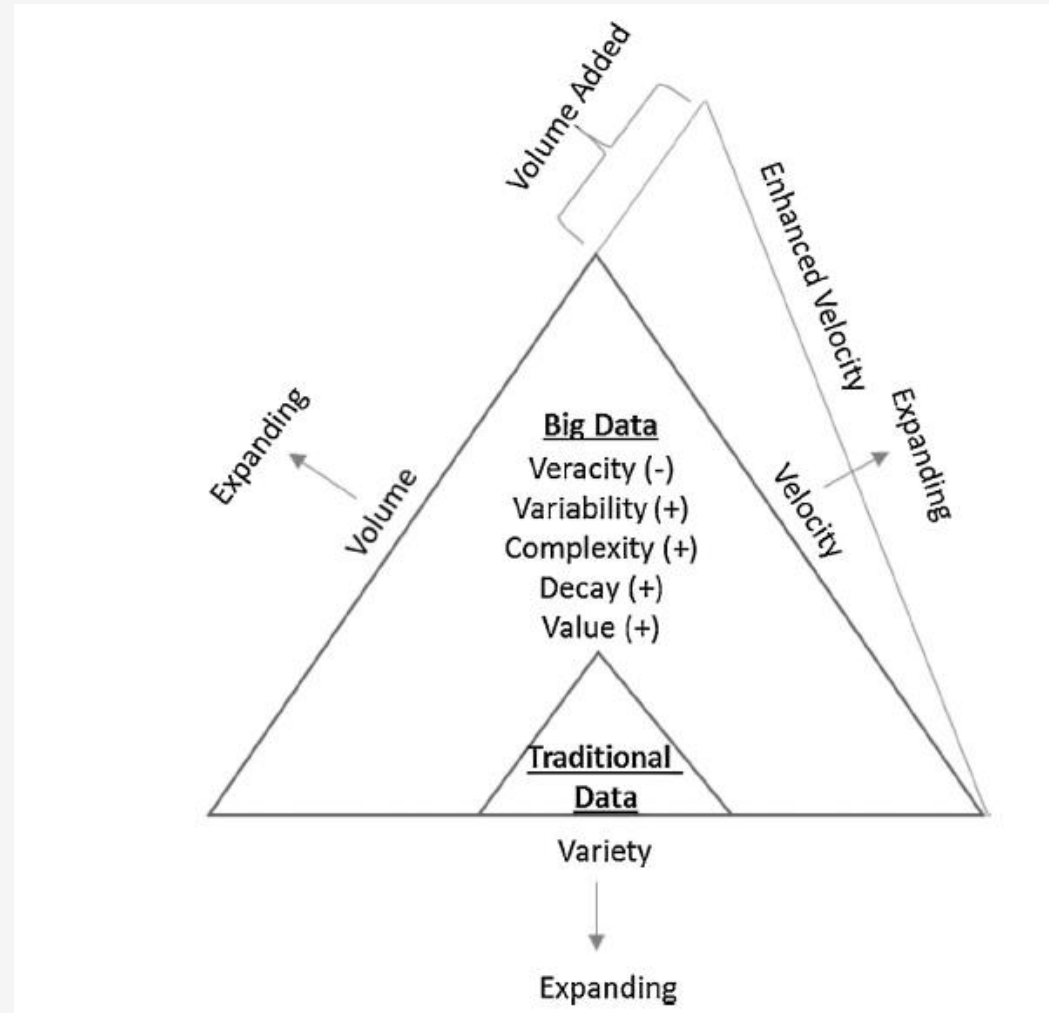 Volume Added
Enhanced Velocity
Expanding
Volume
Big Data
Veracity (-)
Variability (+)
Complexity (+)
Decay (+)
Value (+)
Velocity
Expanding
Traditional
Data
Variety
Expanding